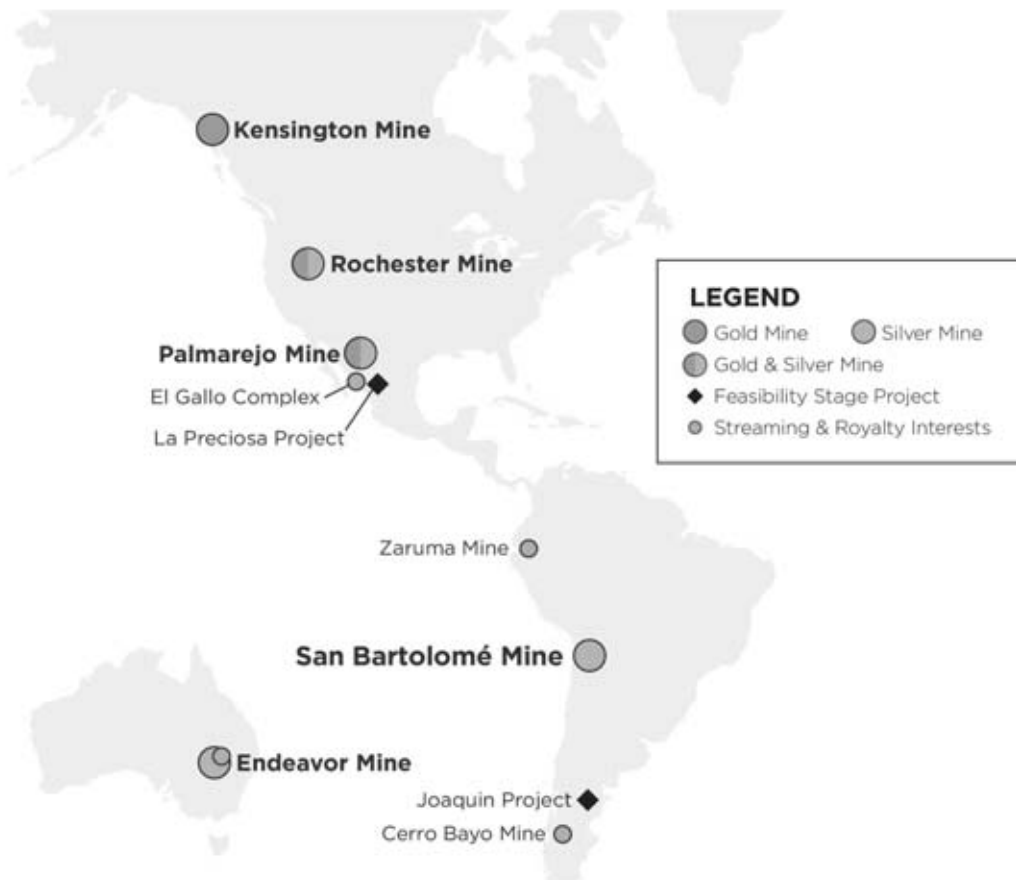 Kensington Mine
Rochester Mine
Palmarejo Mine
El Gallo Complex
La Preciosa Project
LEGEND
Gold Mine
Silver Mine
Gold & Silver Mine
Feasibility Stage Project
Streaming & Royalty Interests
Zaruma Mine
San Bartolomé Mine
Endeavor Mine
Joaquin Project
Cerro Bayo Mine